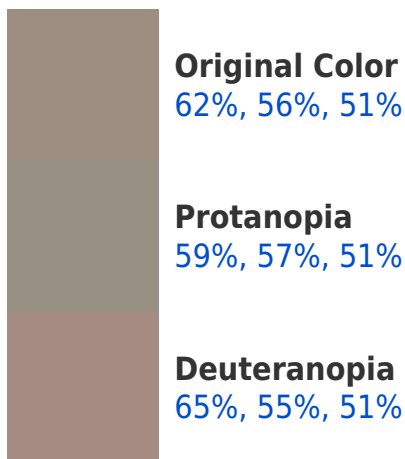 Original Color
62%, 56%, 51%
Protanopia
59%, 57%, 51%
Deuteranopia
65%, 55%, 51%